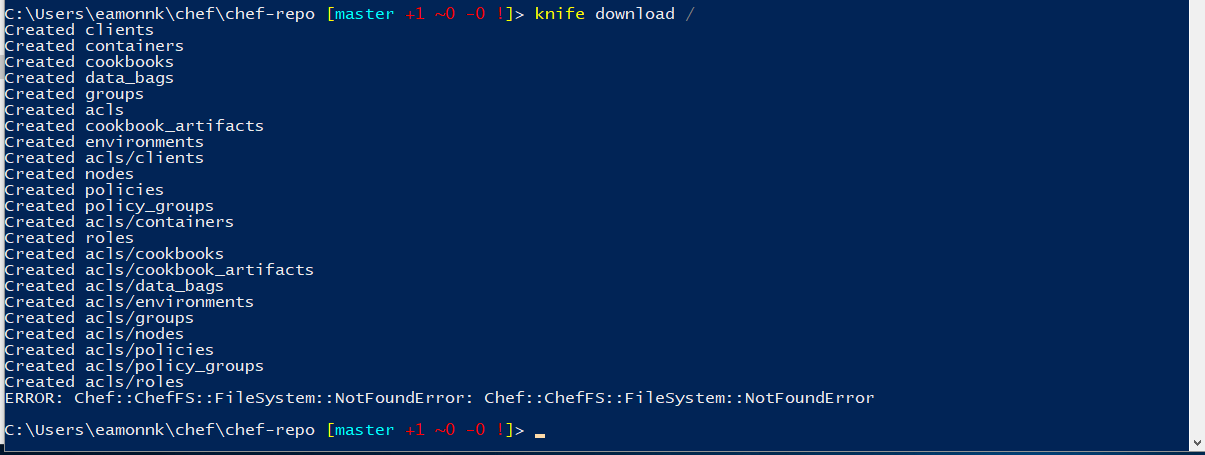 C:\Users\eamonnk\chef\chef-repo [master +1 ~0 -0 !]> knife download /
Created clients
Created containers
Created cookbooks
Created data_bags
Created groups
Created acls
Created cookbook_artifacts
Created environments
Created acls/clients
Created nodes
Created policies
Created policy_groups
Created acls/containers
Created roles
Created acls/cookbooks
Created acls/cookbook_artifacts
Created acls/data_bags
Created acls/environments
Created acls/groups
Created acls/nodes
Created acls/policies
Created acls/policy_groups
Created acls/roles
ERROR: Chef::ChefFS::FileSystem::NotFoundError: Chef::ChefFS::FileSystem::NotFoundError
C:\Users\eamonnk\chef\chef-repo [master +1 ~0 -0 !]>